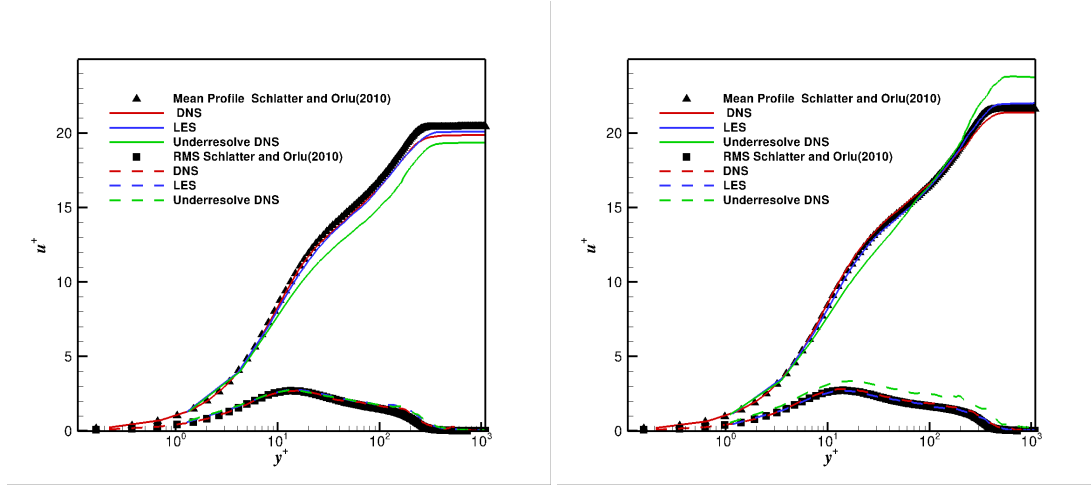 Mean Profile Schlatter and Orlu(2010)
DNS
LES
Underresolve DNS
RMS Schlatter and Orlu(2010)
DNS
LES
Underresolve DNS
u⁺
20
15
10
5
0
10⁰ 10¹ 10² 10³
y⁺
Mean Profile Schlatter and Orlu(2010)
DNS
LES
Underresolve DNS
RMS Schlatter and Orlu(2010)
DNS
LES
Underresolve DNS
u⁺
20
15
10
5
0
10⁰ 10¹ 10² 10³
y⁺